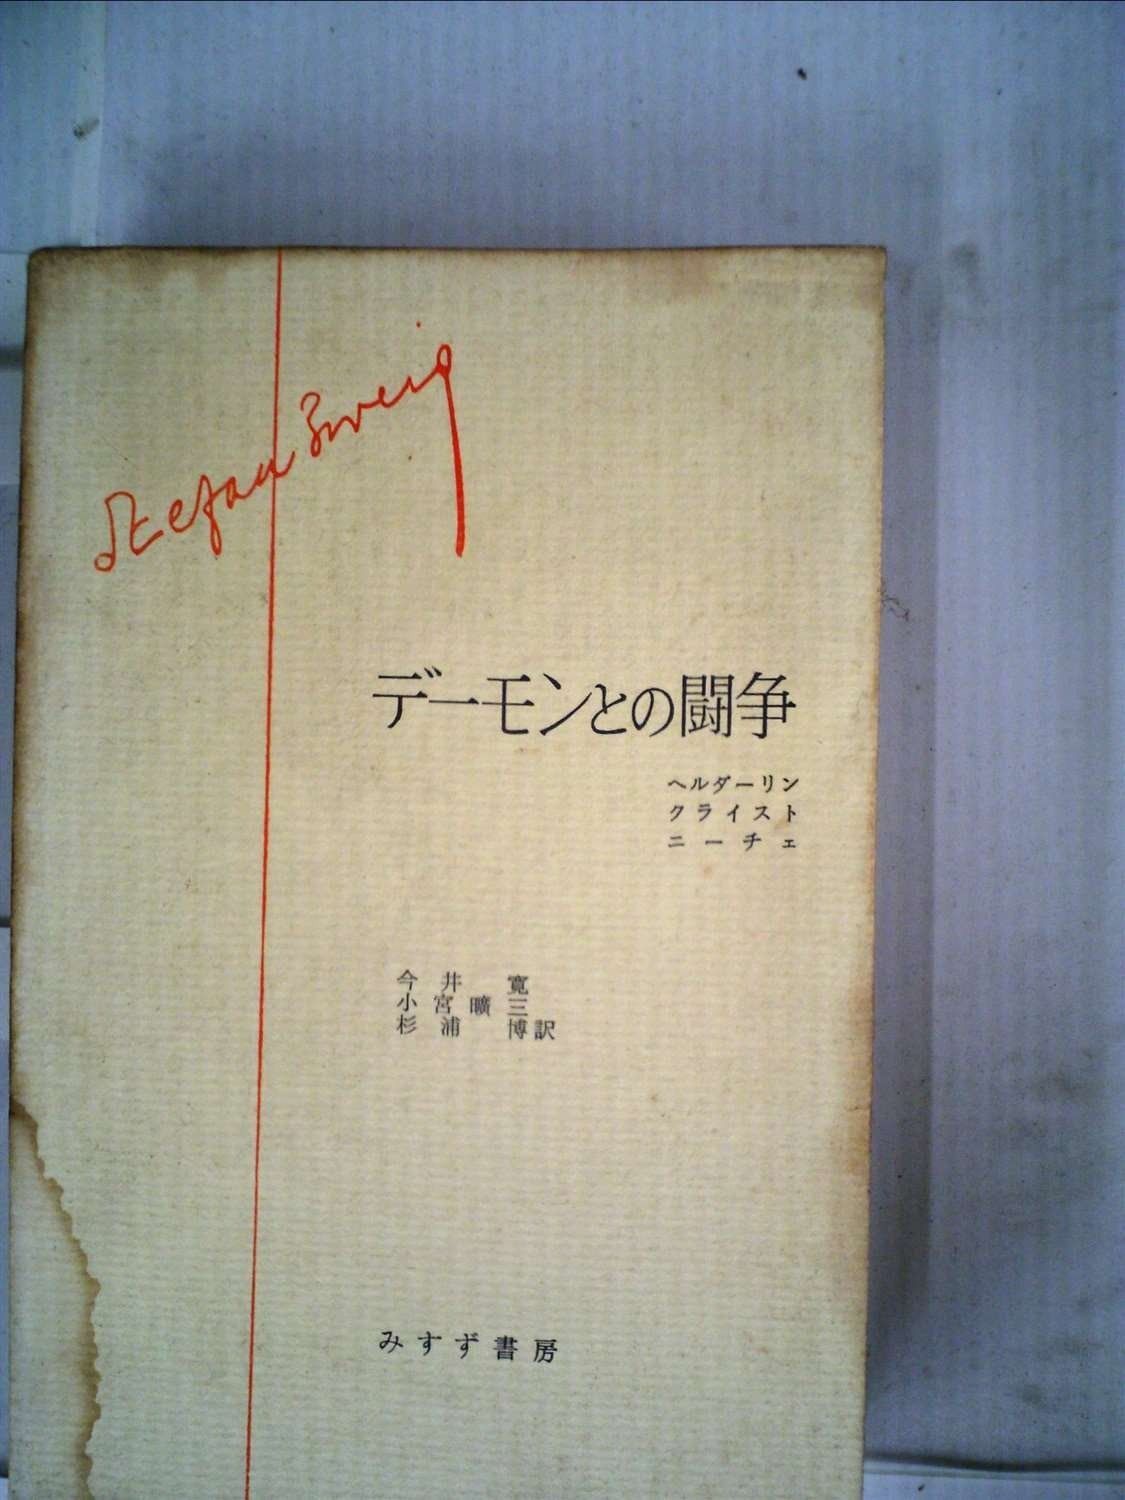 Stefan Zweig
デーモンとの闘争
ヘルダーリン
クライスト
ニーチェ
今井寛
小宮曠三
杉浦博訳
みすず書房